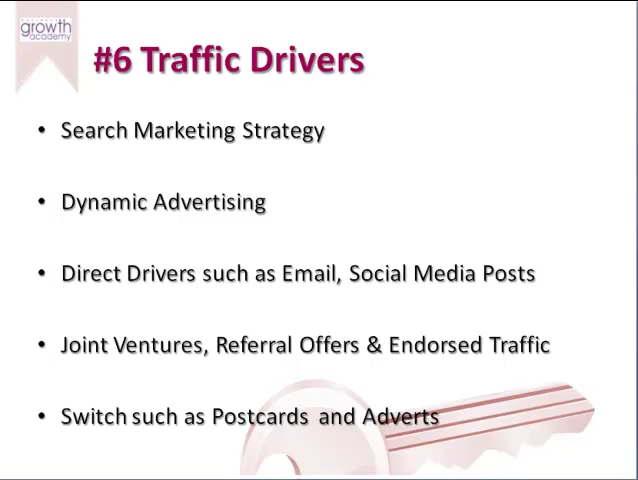 growth
academy
#6 Traffic Drivers
• Search Marketing Strategy
• Dynamic Advertising
• Direct Drivers such as Email, Social Media Posts
• Joint Ventures, Referral Offers & Endorsed Traffic
• Switch such as Postcards and Adverts